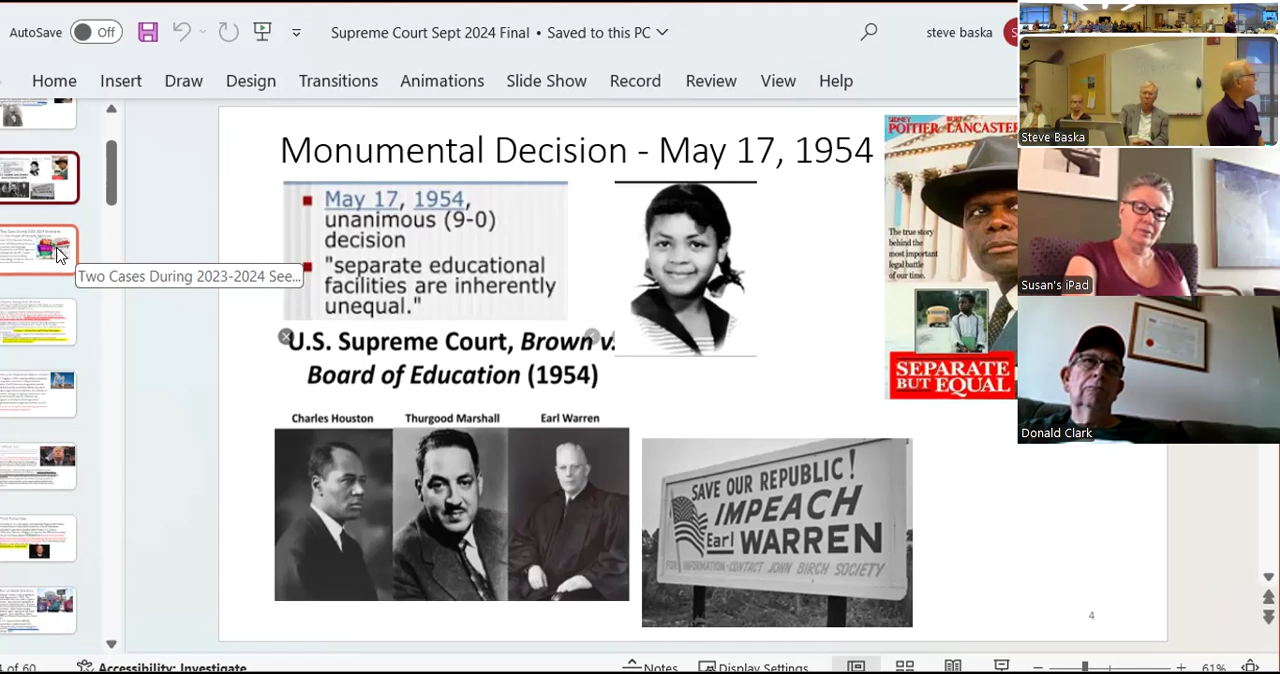 AutoSave
Off
Supreme Court Sept 2024 Final • Saved to this PC
steve baska
Home
Insert
Draw
Design
Transitions
Animations
Slide Show
Record
Review
View
Help
Monumental Decision - May 17, 1954
May 17, 1954,
unanimous (9-0)
decision
"separate educational
facilities are inherently
unequal."
U.S. Supreme Court, Brown v.
Board of Education (1954)
Charles Houston
Thurgood Marshall
Earl Warren
SIDNEY
POITIER
BURT
LANCASTER
The true story
behind the
most important
legal battle
of our time.
SEPARATE
BUT EQUAL
SAVE OUR REPUBLIC!
IMPEACH
Earl WARREN
FOR INFORMATION-CONTACT JOHN BIRCH SOCIETY
4
Two Cases During 2023-2024 See...
Steve Baska
Susan's iPad
Donald Clark
of 60
Accessibility: Investigate
Notes
Display Settings
61%